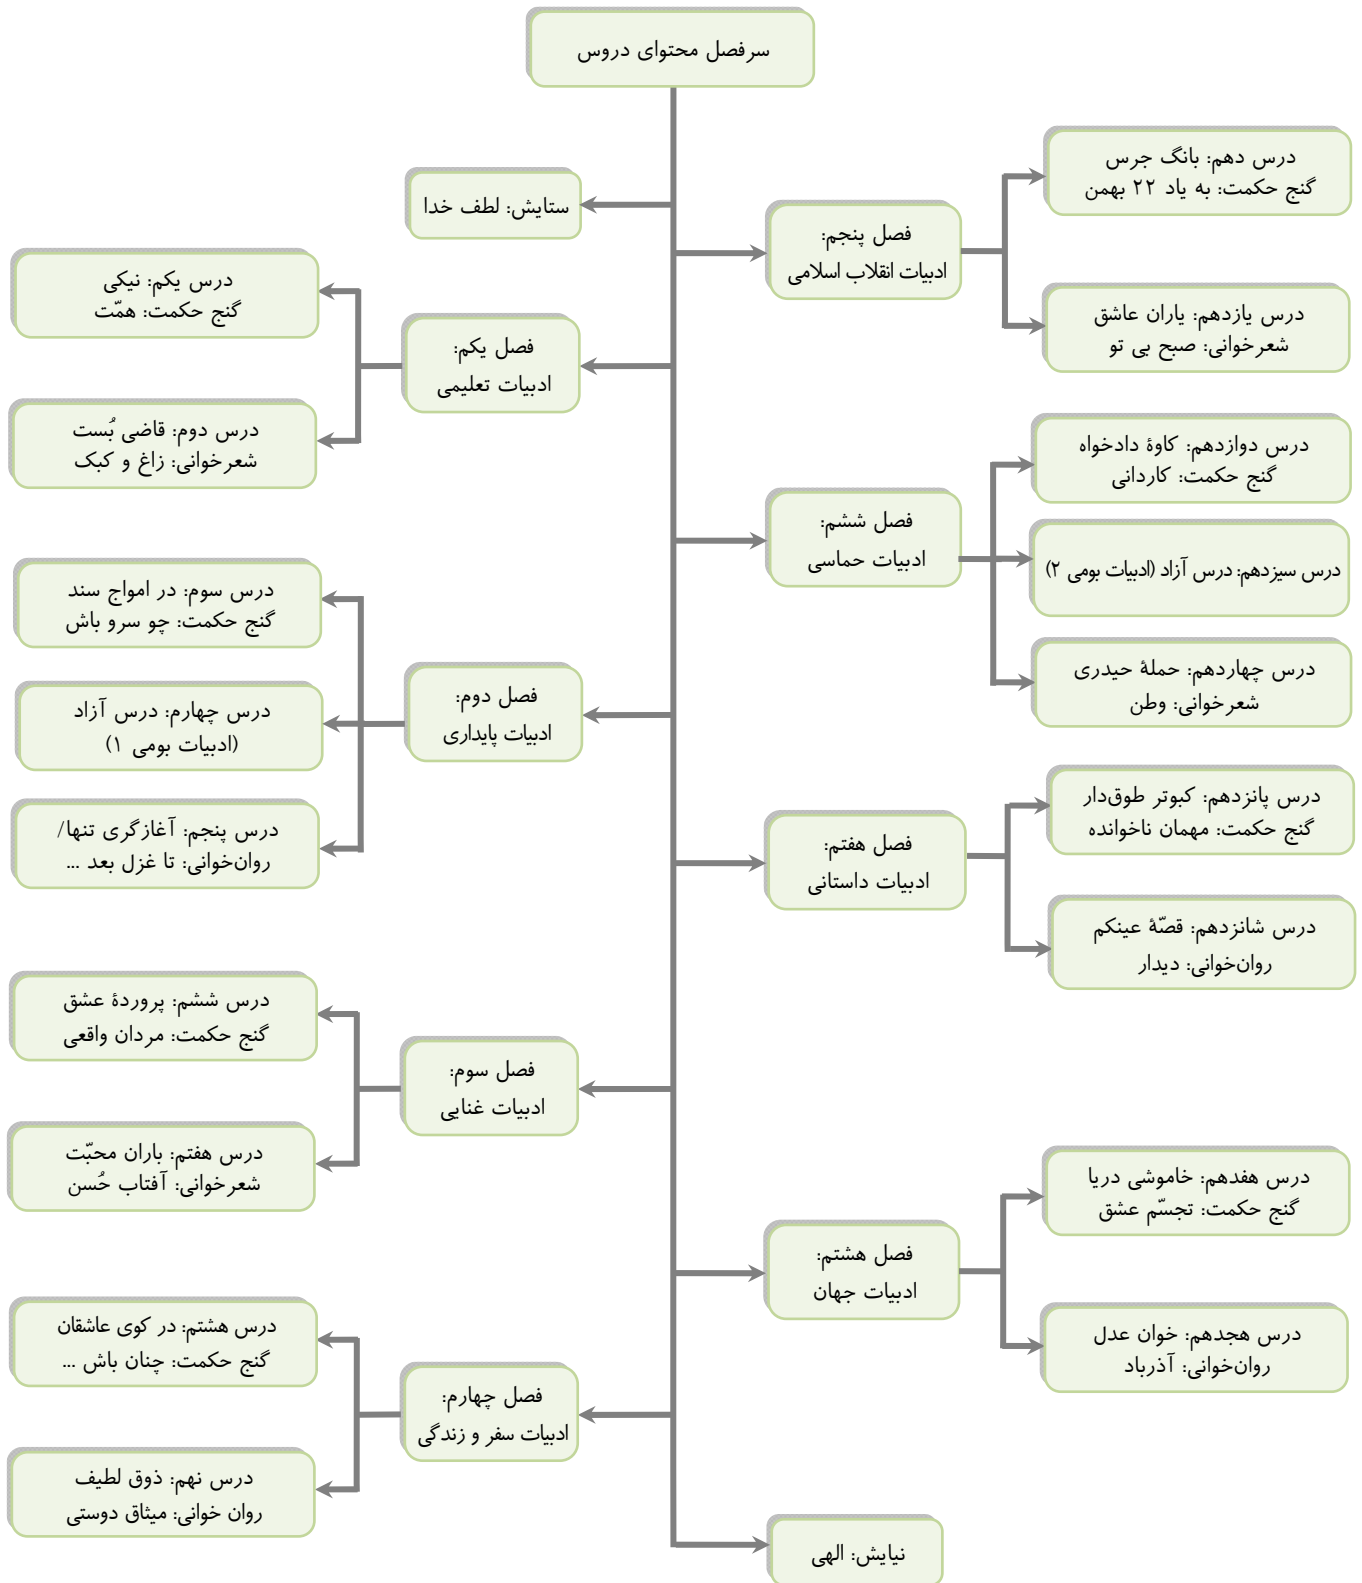 سرفصل محتوای دروس
ستایش: لطف خدا
فصل یکم:
ادبیات تعلیمی
درس یکم: نیکی
گنج حکمت: همّت
درس دوم: قاضی بُست
شعرخوانی: زاغ و کبک
فصل دوم:
ادبیات پایداری
درس سوم: در امواج سند
گنج حکمت: چو سرو باش
درس چهارم: درس آزاد
(ادبیات بومی ۱)
درس پنجم: آغازگری تنها/
روان‌خوانی: تا غزل بعد ...
فصل سوم:
ادبیات غنایی
درس ششم: پروردهٔ عشق
گنج حکمت: مردان واقعی
درس هفتم: باران محبّت
شعرخوانی: آفتاب حُسن
فصل چهارم:
ادبیات سفر و زندگی
درس هشتم: در کوی عاشقان
گنج حکمت: چنان باش ...
درس نهم: ذوق لطیف
روان خوانی: میثاق دوستی
فصل پنجم:
ادبیات انقلاب اسلامی
درس دهم: بانگ جرس
گنج حکمت: به یاد ۲۲ بهمن
درس یازدهم: یاران عاشق
شعرخوانی: صبح بی تو
فصل ششم:
ادبیات حماسی
درس دوازدهم: کاوهٔ دادخواه
گنج حکمت: کاردانی
درس سیزدهم: درس آزاد (ادبیات بومی ۲)
درس چهاردهم: حملهٔ حیدری
شعرخوانی: وطن
فصل هفتم:
ادبیات داستانی
درس پانزدهم: کبوتر طوق‌دار
گنج حکمت: مهمان ناخوانده
درس شانزدهم: قصّهٔ عینکم
روان‌خوانی: دیدار
فصل هشتم:
ادبیات جهان
درس هفدهم: خاموشی دریا
گنج حکمت: تجسّم عشق
درس هجدهم: خوان عدل
روان‌خوانی: آذرباد
نیایش: الهی